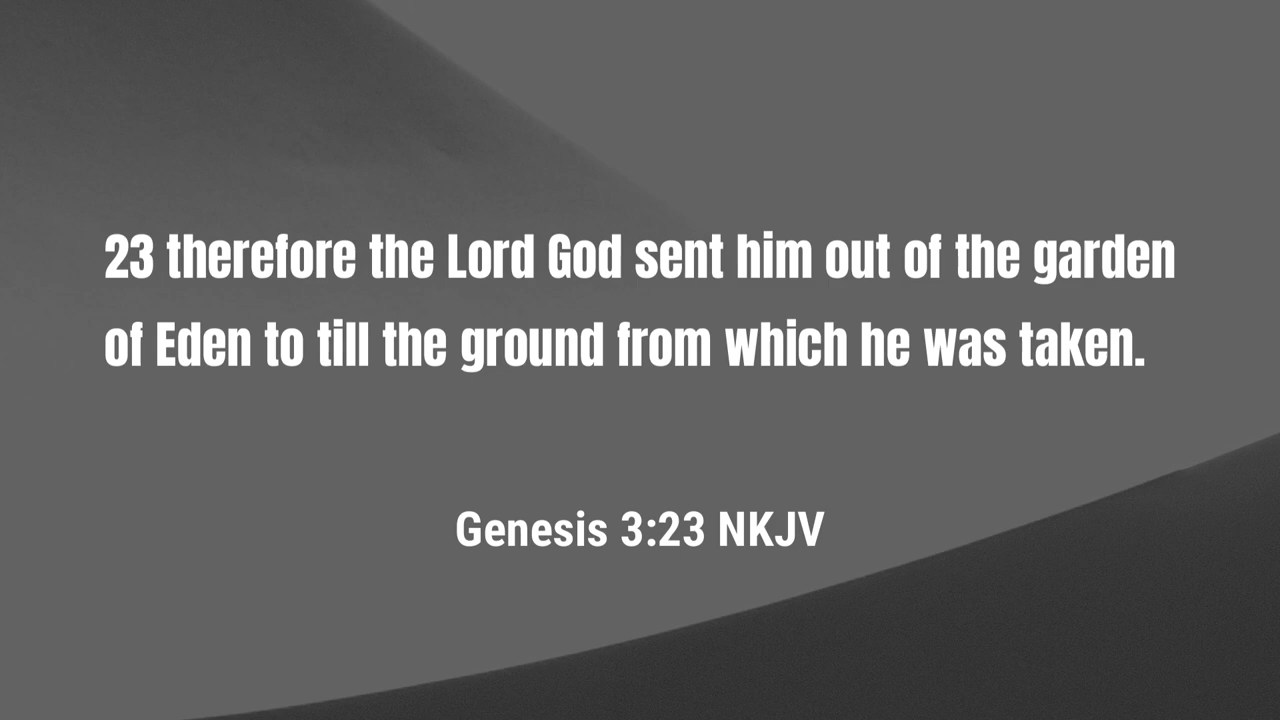 23 therefore the Lord God sent him out of the garden
of Eden to till the ground from which he was taken.
Genesis 3:23 NKJV